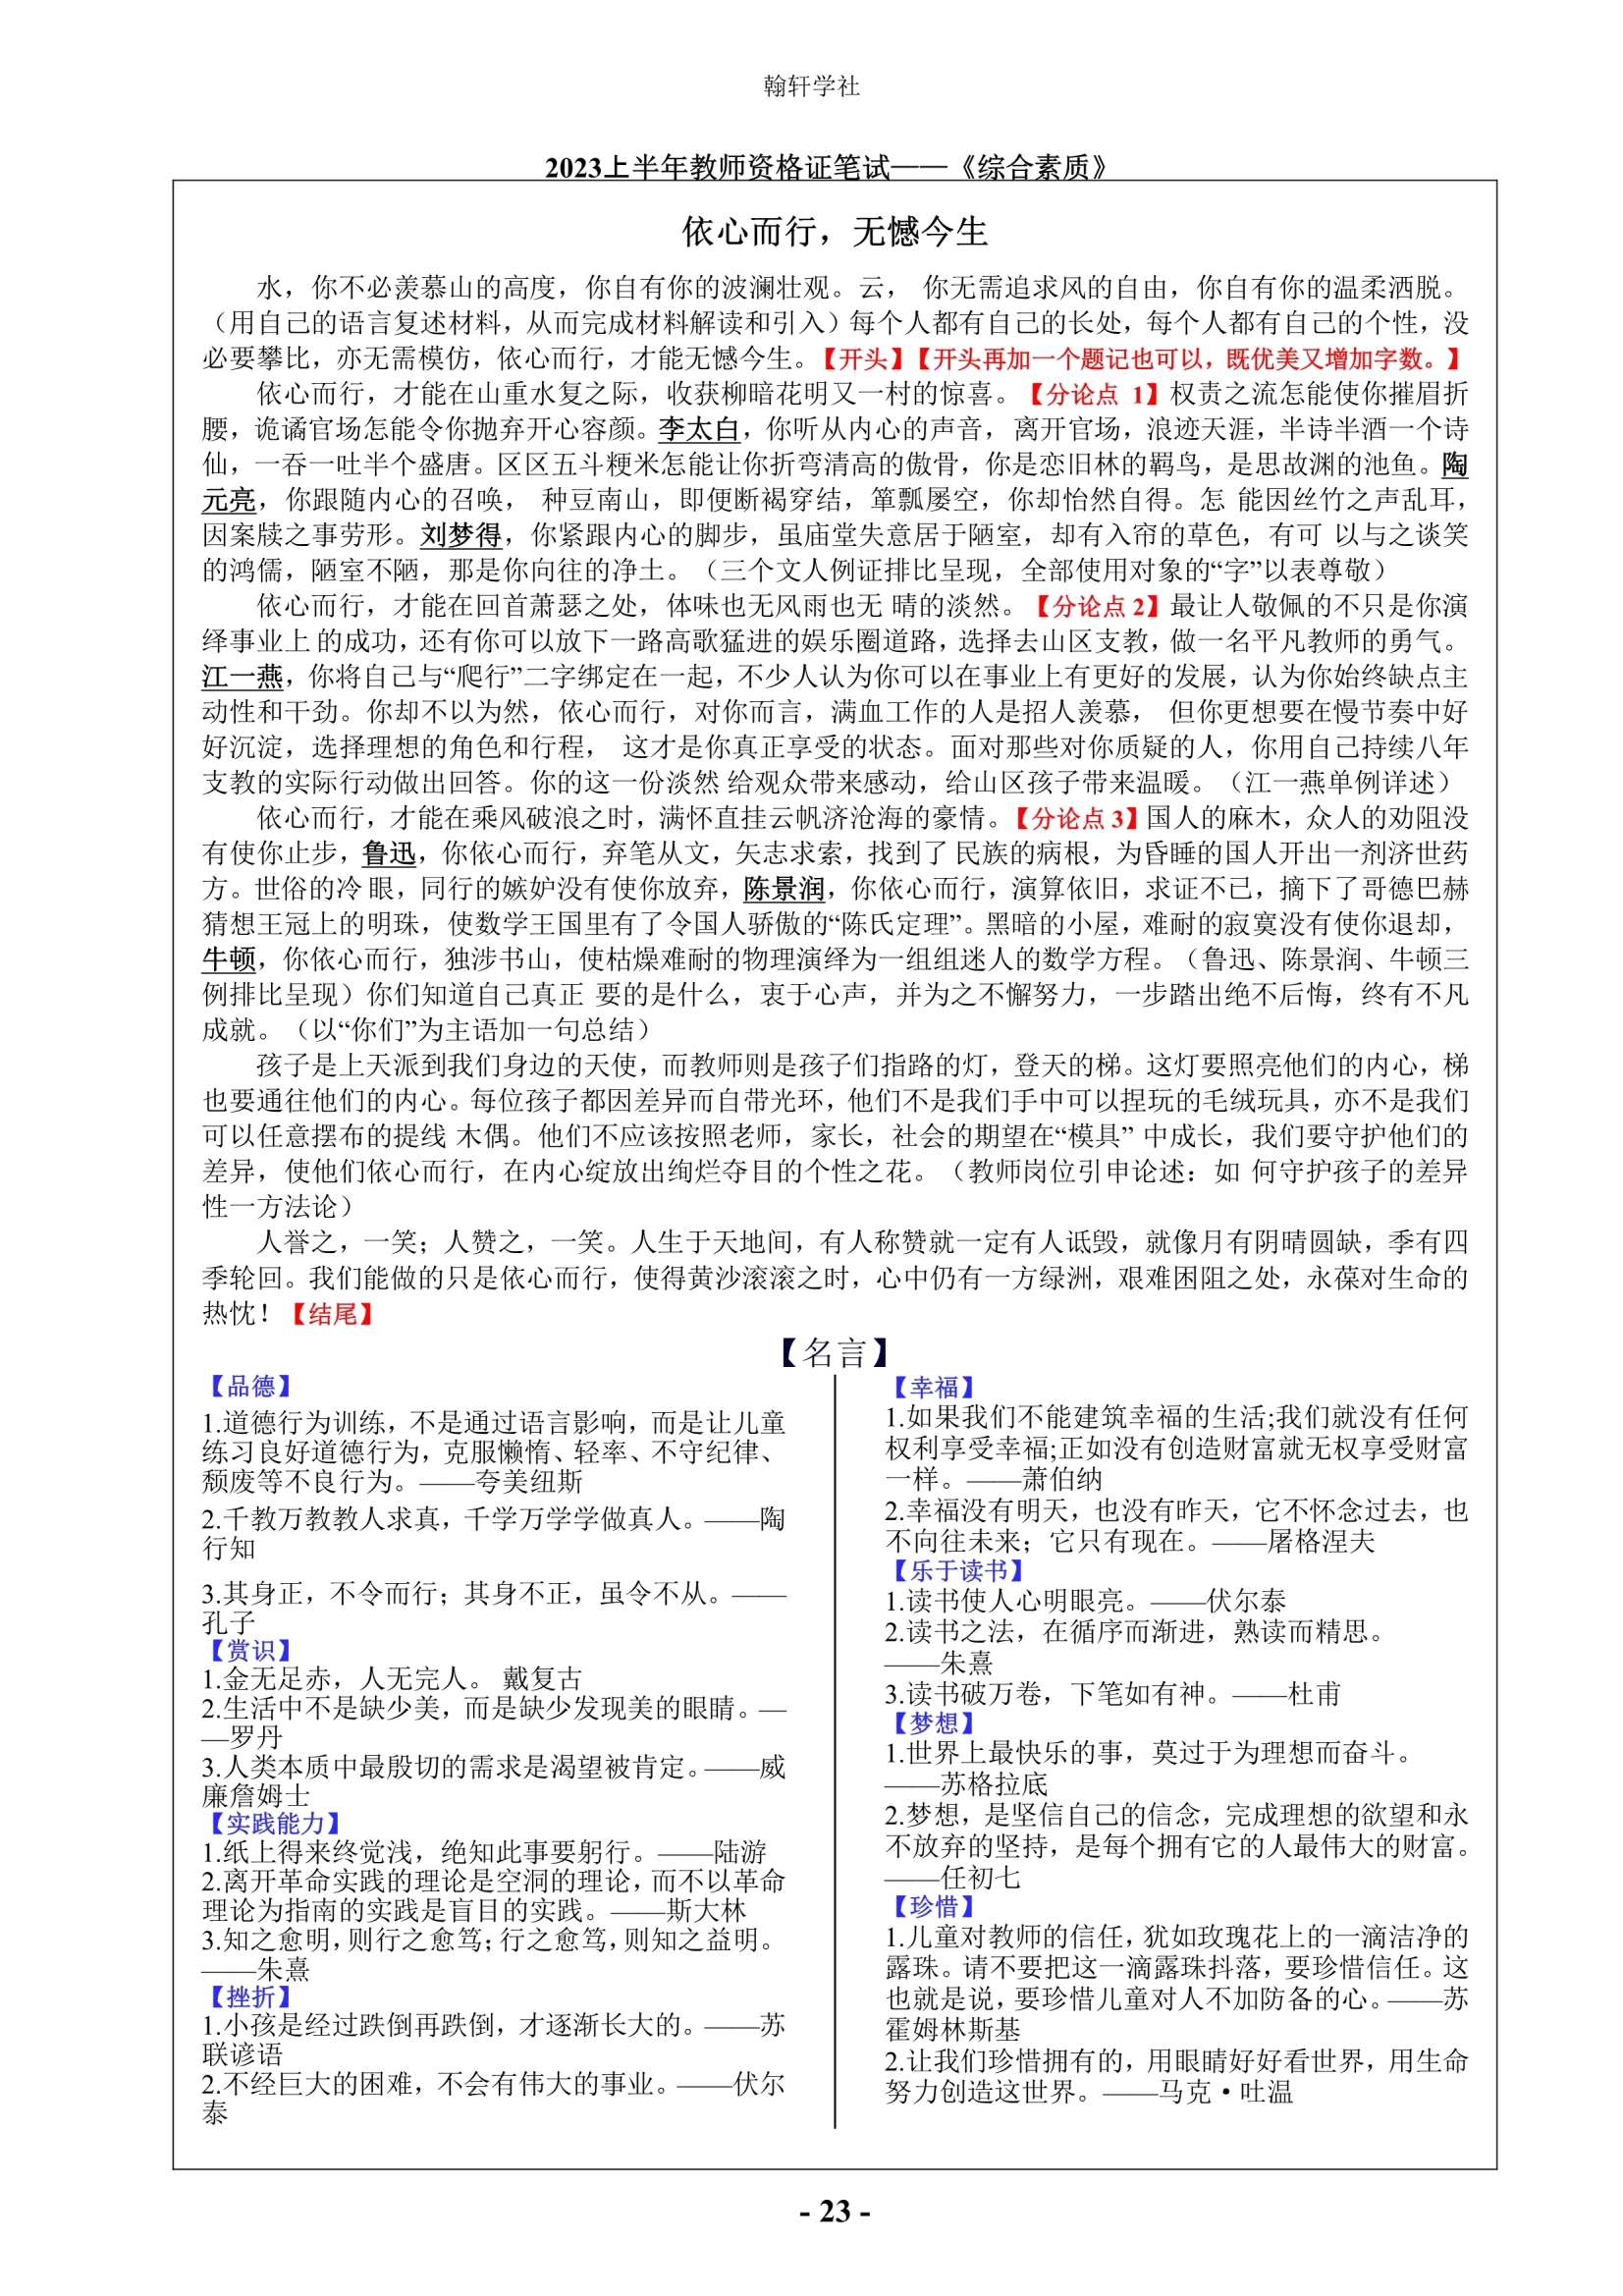 翰轩学社
2023上半年教师资格证笔试——《综合素质》
依心而行，无憾今生
水，你不必羡慕山的高度，你自有你的波澜壮观。云， 你无需追求风的自由，你自有你的温柔洒脱。
（用自己的语言复述材料，从而完成材料解读和引入）每个人都有自己的长处，每个人都有自己的个性，没
必要攀比，亦无需模仿，依心而行，才能无憾今生。【开头】【开头再加一个题记也可以，既优美又增加字数。】
依心而行，才能在山重水复之际，收获柳暗花明又一村的惊喜。【分论点 1】权责之流怎能使你摧眉折
腰，诡谲官场怎能令你抛弃开心容颜。李太白，你听从内心的声音， 离开官场，浪迹天涯，半诗半酒一个诗
仙，一吞一吐半个盛唐。区区五斗粳米怎能让你折弯清高的傲骨，你是恋旧林的羁鸟，是思故渊的池鱼。陶
元亮，你跟随内心的召唤， 种豆南山，即便断褐穿结，箪瓢屡空，你却怡然自得。怎 能因丝竹之声乱耳，
因案牍之事劳形。刘梦得，你紧跟内心的脚步，虽庙堂失意居于陋室，却有入帘的草色，有可 以与之谈笑
的鸿儒，陋室不陋，那是你向往的净土。（三个文人例证排比呈现，全部使用对象的“字”以表尊敬）
依心而行，才能在回首萧瑟之处，体味也无风雨也无 晴的淡然。【分论点 2】最让人敬佩的不只是你演
绎事业上的成功，还有你可以放下一路高歌猛进的娱乐圈道路，选择去山区支教，做一名平凡教师的勇气。
江一燕，你将自己与“爬行”二字绑定在一起，不少人认为你可以在事业上有更好的发展，认为你始终缺点主
动性和干劲。你却不以为然，依心而行，对你而言，满血工作的人是招人羡慕， 但你更想要在慢节奏中好
好沉淀，选择理想的角色和行程， 这才是你真正享受的状态。面对那些对你质疑的人，你用自己持续八年
支教的实际行动做出回答。你的这一份淡然 给观众带来感动，给山区孩子带来温暖。（江一燕单例详述）
依心而行，才能在乘风破浪之时，满怀直挂云帆济沧海的豪情。【分论点 3】国人的麻木，众人的劝阻没
有使你止步，鲁迅，你依心而行，弃笔从文，矢志求索，找到了 民族的病根，为昏睡的国人开出一剂济世药
方。世俗的冷 眼，同行的嫉妒没有使你放弃，陈景润，你依心而行，演算依旧，求证不已，摘下了哥德巴赫
猜想王冠上的明珠，使数学王国里有了令国人骄傲的“陈氏定理”。黑暗的小屋，难耐的寂寞没有使你退却，
牛顿，你依心而行，独涉书山，使枯燥难耐的物理演绎为一组组迷人的数学方程。（鲁迅、陈景润、牛顿三
例排比呈现）你们知道自己真正 要的是什么，衷于心声，并为之不懈努力，一步踏出绝不后悔，终有不凡
成就。（以“你们”为主语加一句总结）
孩子是上天派到我们身边的天使，而教师则是孩子们指路的灯，登天的梯。这灯要照亮他们的内心，梯
也要通往他们的内心。每位孩子都因差异而自带光环，他们不是我们手中可以捏玩的毛绒玩具，亦不是我们
可以任意摆布的提线 木偶。他们不应该按照老师，家长，社会的期望在“模具” 中成长，我们要守护他们的
差异，使他们依心而行，在内心绽放出绚烂夺目的个性之花。（教师岗位引申论述：如 何守护孩子的差异
性一方法论）
人誉之，一笑；人赞之，一笑。人生于天地间，有人称赞就一定有人诋毁，就像月有阴晴圆缺，季有四
季轮回。我们能做的只是依心而行，使得黄沙滚滚之时，心中仍有一方绿洲，艰难困阻之处，永葆对生命的
热忱！【结尾】
【名言】
【品德】
1.道德行为训练，不是通过语言影响，而是让儿童
练习良好道德行为，克服懒惰、轻率、不守纪律、
颓废等不良行为。——夸美纽斯
2.千教万教教人求真，千学万学学做真人。——陶
行知
3.其身正，不令而行；其身不正，虽令不从。——
孔子
【赏识】
1.金无足赤，人无完人。 戴复古
2.生活中不是缺少美，而是缺少发现美的眼睛。—
—罗丹
3.人类本质中最殷切的需求是渴望被肯定。——威
廉詹姆士
【实践能力】
1.纸上得来终觉浅，绝知此事要躬行。——陆游
2.离开革命实践的理论是空洞的理论，而不以革命
理论为指南的实践是盲目的实践。——斯大林
3.知之愈明，则行之愈笃；行之愈笃，则知之益明。
——朱熹
【挫折】
1.小孩是经过跌倒再跌倒，才逐渐长大的。——苏
联谚语
2.不经巨大的困难，不会有伟大的事业。——伏尔
泰
【幸福】
1.如果我们不能建筑幸福的生活;我们就没有任何
权利享受幸福;正如没有创造财富就无权享受财富
一样。——萧伯纳
2.幸福没有明天，也没有昨天，它不怀念过去，也
不向往未来；它只有现在。——屠格涅夫
【乐于读书】
1.读书使人心明眼亮。——伏尔泰
2.读书之法，在循序而渐进，熟读而精思。
——朱熹
3.读书破万卷，下笔如有神。——杜甫
【梦想】
1.世界上最快乐的事，莫过于为理想而奋斗。
——苏格拉底
2.梦想，是坚信自己的信念，完成理想的欲望和永
不放弃的坚持，是每个拥有它的人最伟大的财富。
——任初七
【珍惜】
1.儿童对教师的信任，犹如玫瑰花上的一滴洁净的
露珠。请不要把这一滴露珠抖落，要珍惜信任。这
也就是说，要珍惜儿童对人不加防备的心。——苏
霍姆林斯基
2.让我们珍惜拥有的，用眼睛好好看世界，用生命
努力创造这世界。——马克·吐温
- 23 -